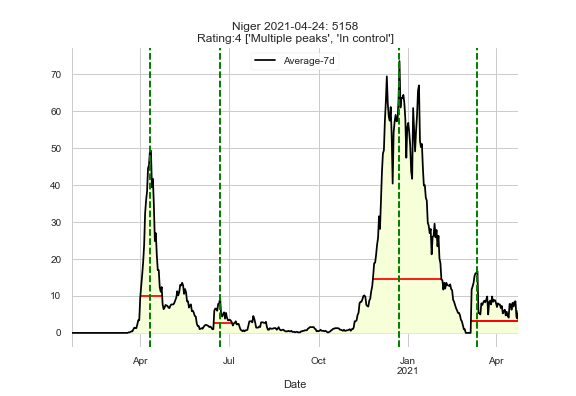 Niger 2021-04-24: 5158
Rating:4 ['Multiple peaks', 'In control']
Average-7d
70
60
50
40
30
20
10
0
Apr
Jul
Oct
Jan
2021
Apr
Date